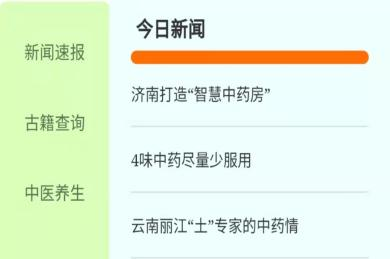 今日新闻
新闻速报
济南打造“智慧中药房”
古籍查询
4味中药尽量少服用
中医养生
云南丽江“土”专家的中药情